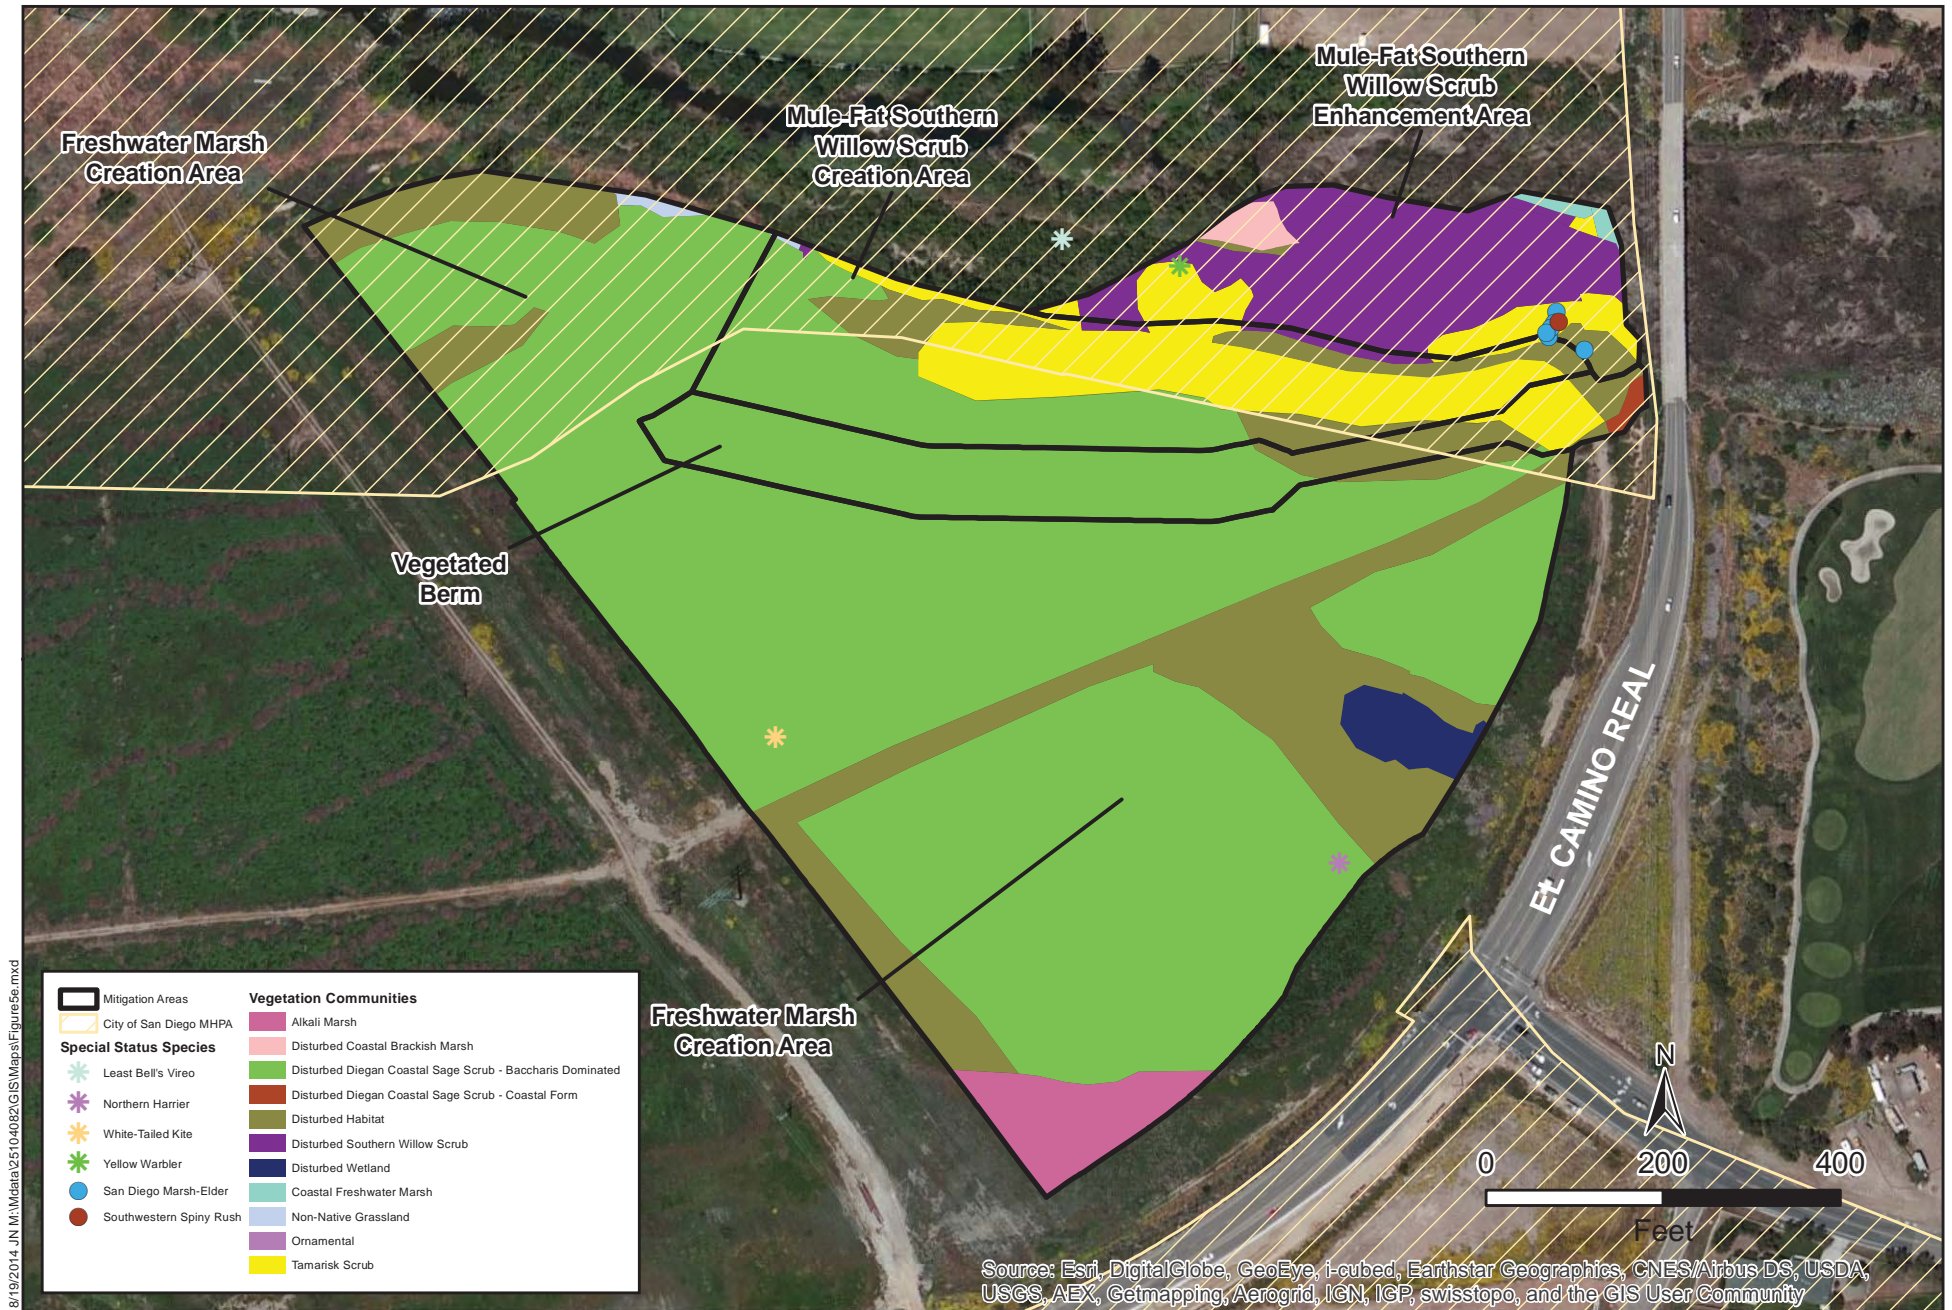 Freshwater Marsh
Creation Area
Mule-Fat Southern
Willow Scrub
Creation Area
Mule-Fat Southern
Willow Scrub
Enhancement Area
Vegetated
Berm
Freshwater Marsh
Creation Area
EL CAMINO REAL
N
0 200 400
Feet
Source: Esri, DigitalGlobe, GeoEye, i-cubed, Earthstar Geographics, CNES/Airbus DS, USDA,
USGS, AEX, Getmapping, Aerogrid, IGN, IGP, swisstopo, and the GIS User Community
Mitigation Areas
City of San Diego MHPA
Special Status Species
Least Bell's Vireo
Northern Harrier
White-Tailed Kite
Yellow Warbler
San Diego Marsh-Elder
Southwestern Spiny Rush
Vegetation Communities
Alkali Marsh
Disturbed Coastal Brackish Marsh
Disturbed Diegan Coastal Sage Scrub - Baccharis Dominated
Disturbed Diegan Coastal Sage Scrub - Coastal Form
Disturbed Habitat
Disturbed Southern Willow Scrub
Disturbed Wetland
Coastal Freshwater Marsh
Non-Native Grassland
Ornamental
Tamarisk Scrub
8/19/2014 JN M:\Mdata\25104082\GIS\Maps\Figure5e.mxd